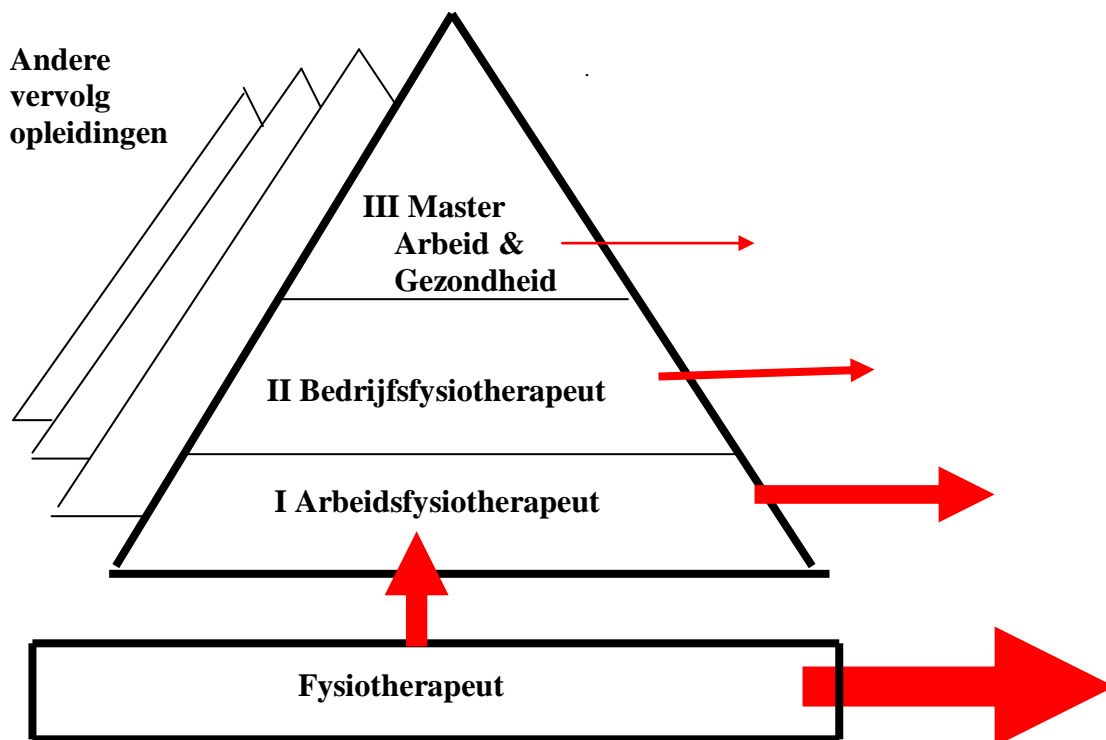 Andere
vervolg
opleidingen
III Master
Arbeid &
Gezondheid
II Bedrijfsfysiotherapeut
I Arbeidsfysiotherapeut
Fysiotherapeut